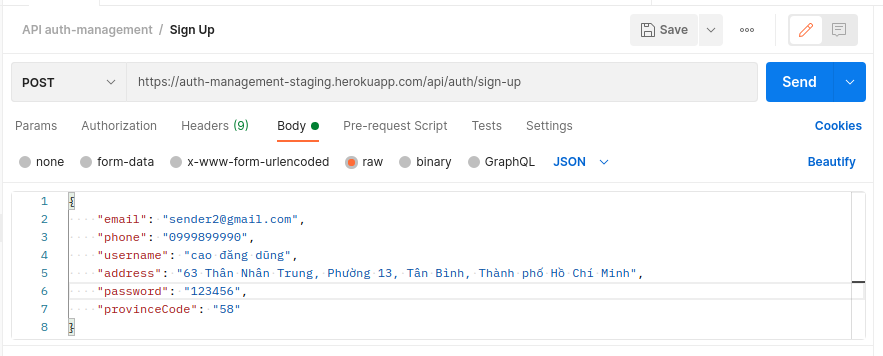 API auth-management / Sign Up
Save
POST
https://auth-management-staging.herokuapp.com/api/auth/sign-up
Send
Params Authorization Headers (9) Body Pre-request Script Tests Settings Cookies
none form-data x-www-form-urlencoded raw binary GraphQL JSON Beautify
1 {
2 "email": "sender2@gmail.com",
3 "phone": "0999899990",
4 "username": "cao đăng dũng",
5 "address": "63 Thân Nhân Trung, Phường 13, Tân Bình, Thành phố Hồ Chí Minh",
6 "password": "123456",
7 "provinceCode": "58"
8 }